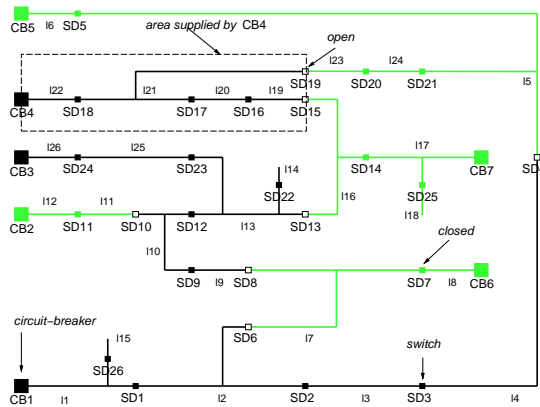 l6
SD5
CB5
area supplied by CB4
open
l23
l24
SD19
SD20
SD21
l5
l22
l21
l20
l19
CB4
SD18
SD17
SD16
SD15
l26
l25
l17
CB3
SD24
SD23
l14
SD14
CB7
SD22
SD25
l12
l11
l16
l18
CB2
SD11
SD10
SD12
l13
SD13
closed
l10
SD9
l9
SD8
SD7
l8
CB6
circuit-breaker
l15
SD6
l7
switch
SD26
CB1
l1
SD1
l2
SD2
l3
SD3
l4